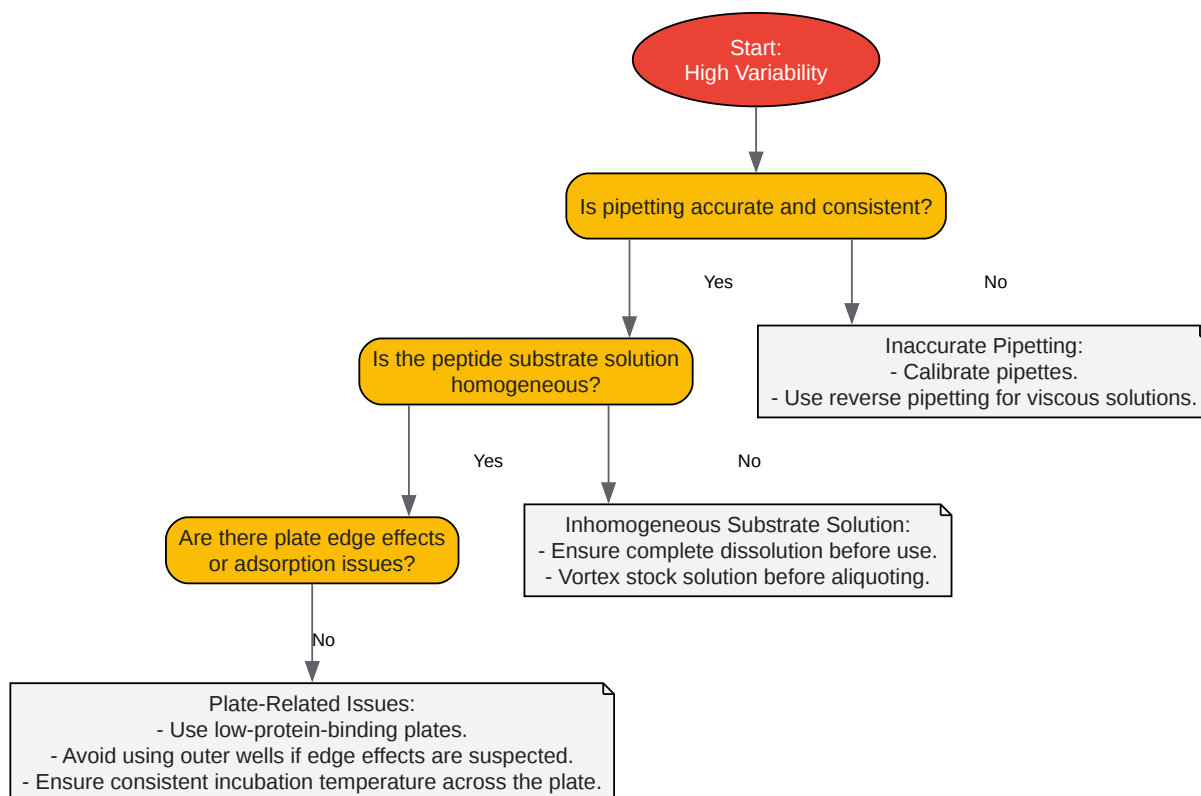 Start:
High Variability
Is pipetting accurate and consistent?
Yes
No
Is the peptide substrate solution
homogeneous?
Inaccurate Pipetting:
- Calibrate pipettes.
- Use reverse pipetting for viscous solutions.
Yes
No
Are there plate edge effects
or adsorption issues?
Inhomogeneous Substrate Solution:
- Ensure complete dissolution before use.
- Vortex stock solution before aliquoting.
No
Plate-Related Issues:
- Use low-protein-binding plates.
- Avoid using outer wells if edge effects are suspected.
- Ensure consistent incubation temperature across the plate.